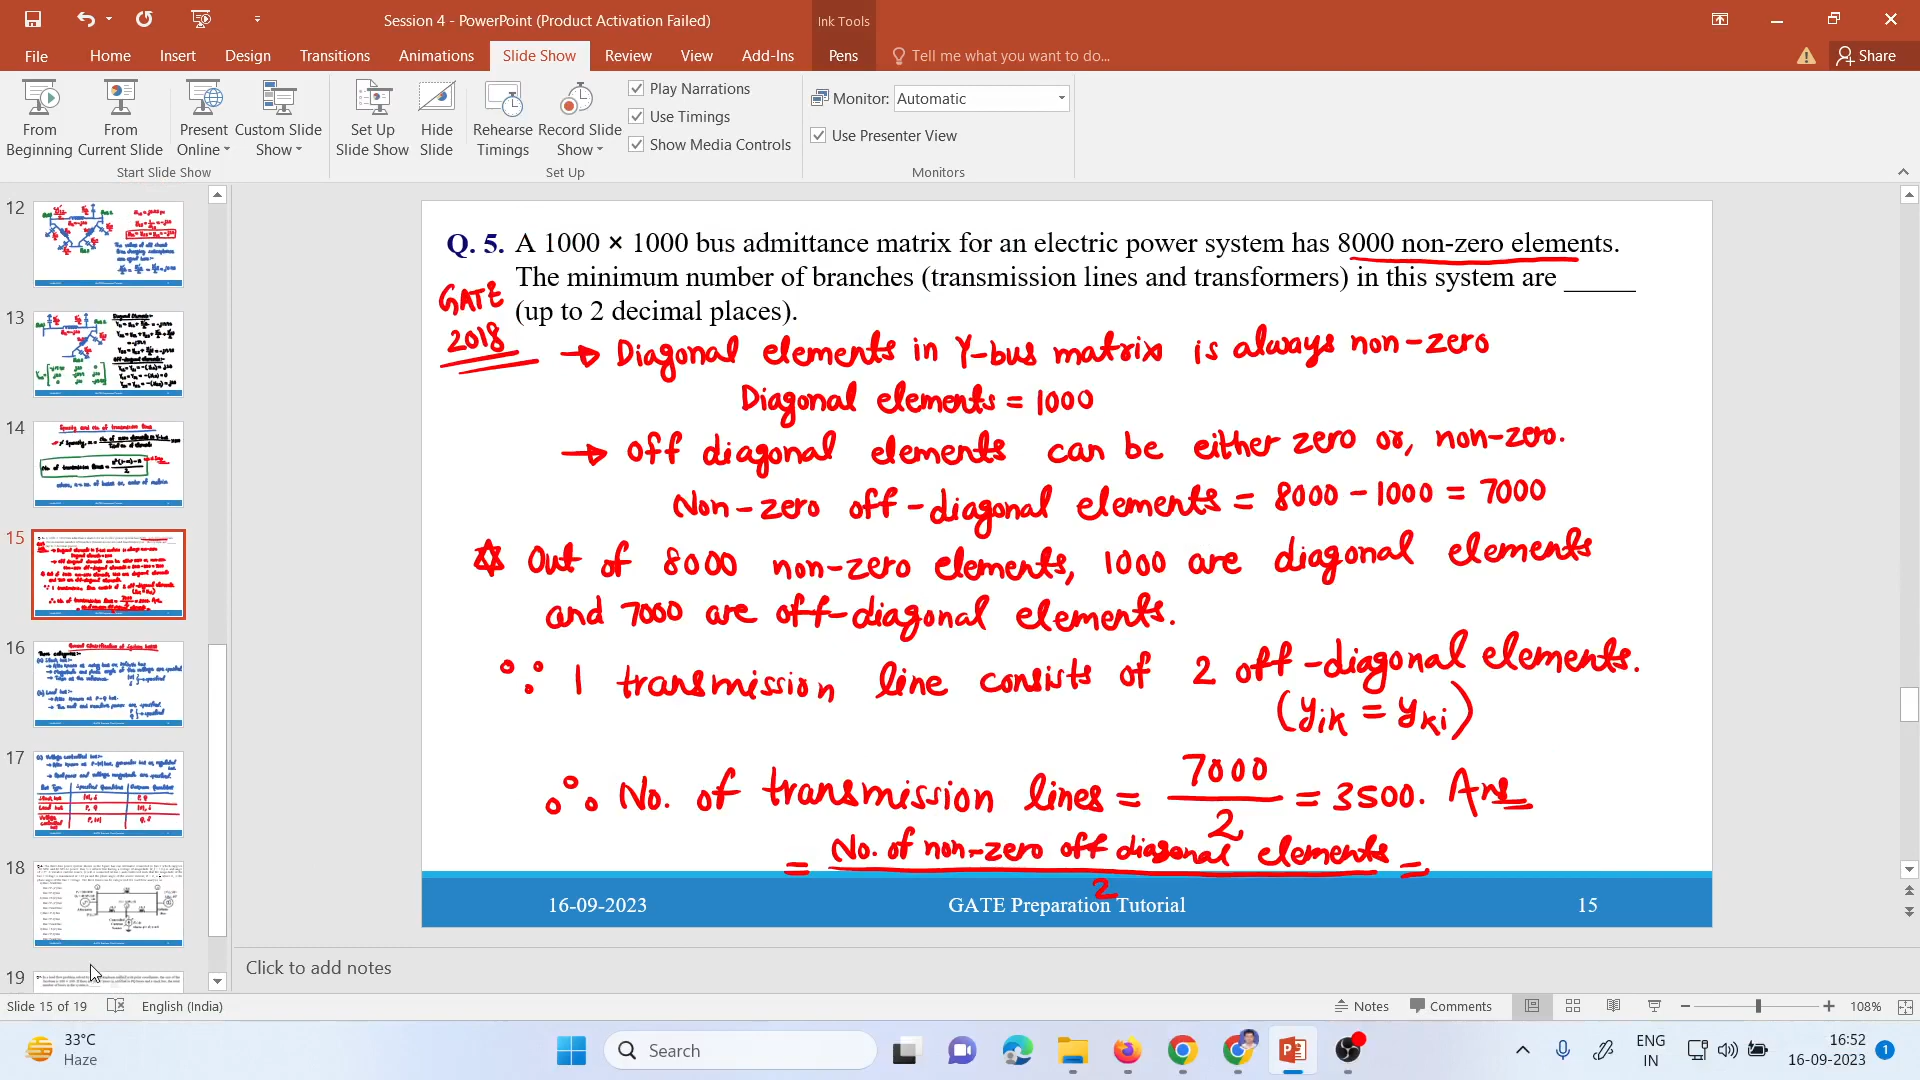 Session 4 - PowerPoint (Product Activation Failed)
Ink Tools
File
Home
Insert
Design
Transitions
Animations
Slide Show
Review
View
Add-Ins
Pens
Tell me what you want to do...
Share
From Beginning
From Current Slide
Present Online
Custom Slide Show
Set Up Slide Show
Hide Slide
Rehearse Timings
Record Slide Show
Play Narrations
Use Timings
Show Media Controls
Monitor: Automatic
Use Presenter View
Start Slide Show
Set Up
Monitors
12
13
14
15
16
17
18
19
Q. 5. A 1000 × 1000 bus admittance matrix for an electric power system has 8000 non-zero elements.
The minimum number of branches (transmission lines and transformers) in this system are _____
(up to 2 decimal places).
GATE
2018
→ Diagonal elements in Y-bus matrix is always non-zero
Diagonal elements = 1000
→ Off diagonal elements can be either zero or, non-zero.
Non-zero off-diagonal elements = 8000 - 1000 = 7000
☆ Out of 8000 non-zero elements, 1000 are diagonal elements
and 7000 are off-diagonal elements.
∵ 1 transmission line consists of 2 off-diagonal elements.
(yik = yki)
∴ No. of transmission lines = 7000/2 = 3500. Ans
= No. of non-zero off diagonal elements / 2 =
16-09-2023
GATE Preparation Tutorial
15
Click to add notes
Slide 15 of 19
English (India)
Notes
Comments
108%
33°C
Haze
Search
ENG
IN
16:52
16-09-2023
1